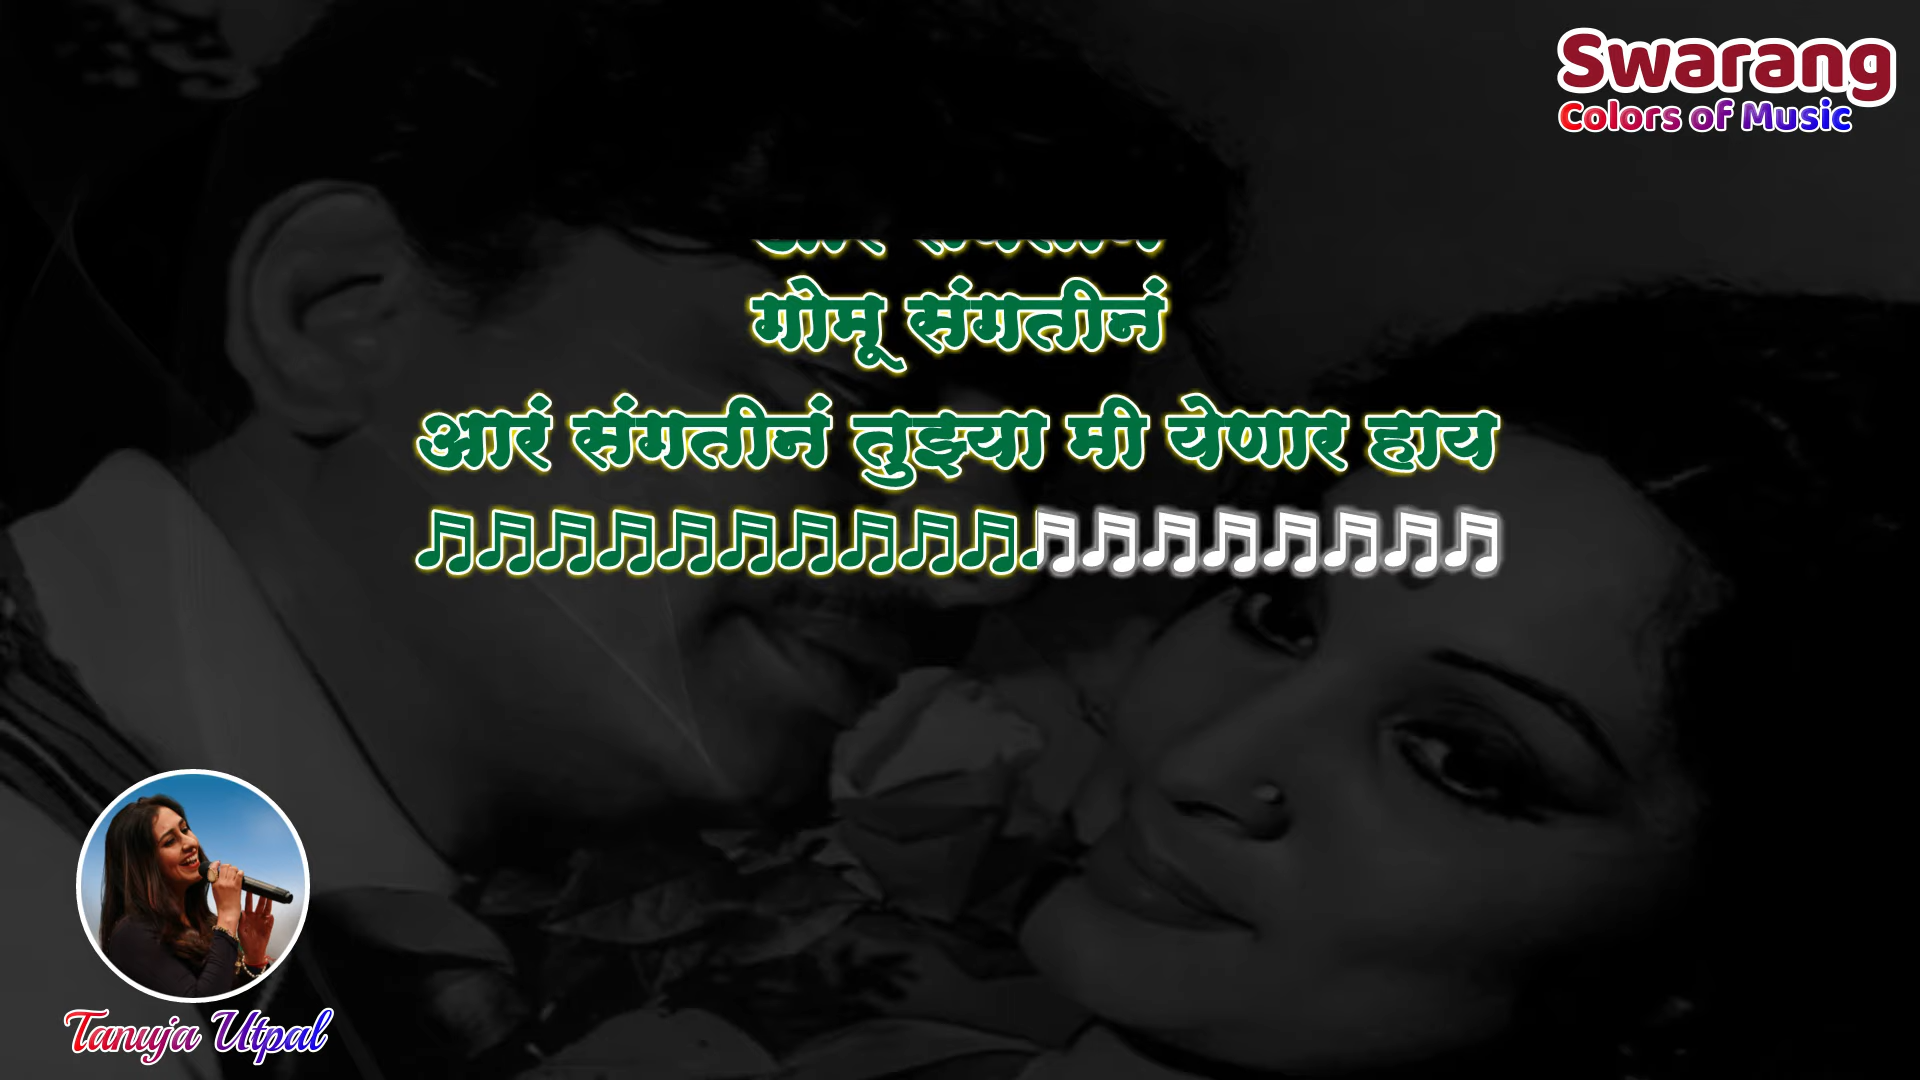 Swarang
Colors of Music
गोमू संगतीनं
आरं संगतीनं तुझ्या मी येणार हाय
Tanuja Utpal